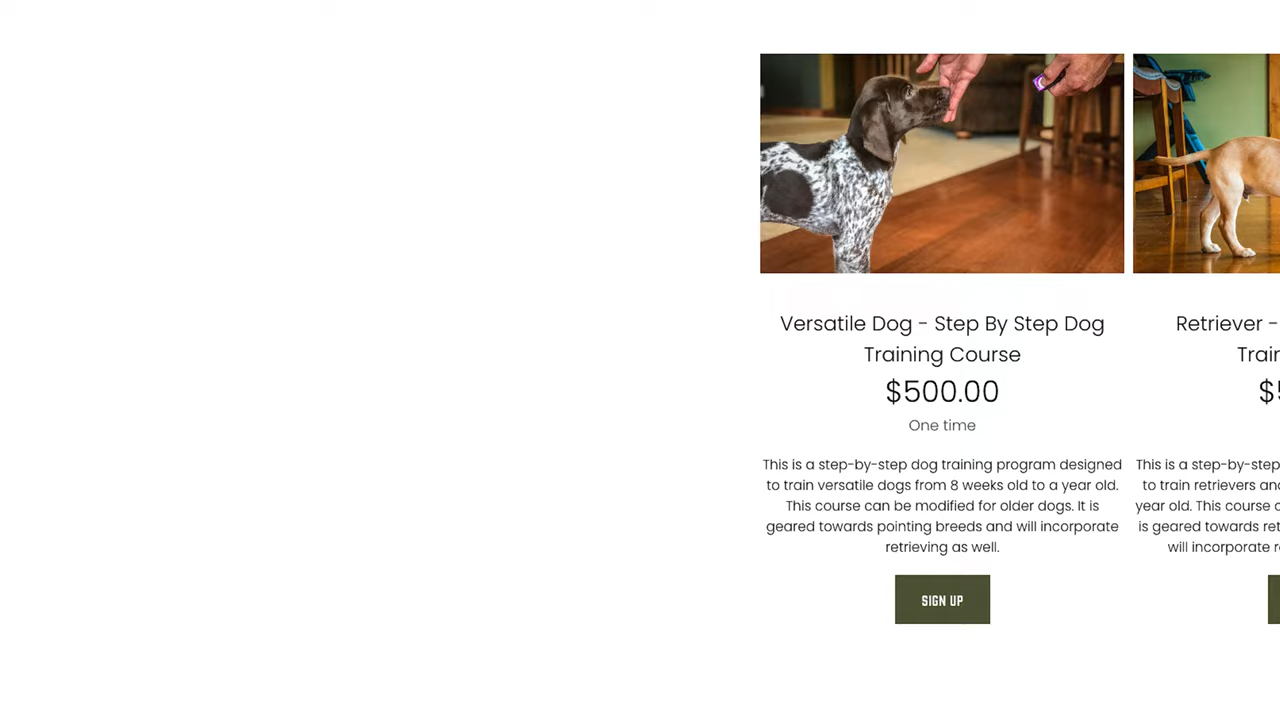 Versatile Dog - Step By Step Dog
Training Course
$500.00
One time
This is a step-by-step dog training program designed
to train versatile dogs from 8 weeks old to a year old.
This course can be modified for older dogs. It is
geared towards pointing breeds and will incorporate
retrieving as well.
SIGN UP
Retriever -
This is a step-by-step
to train retrievers
year old. This course
is geared towards
will incorporate